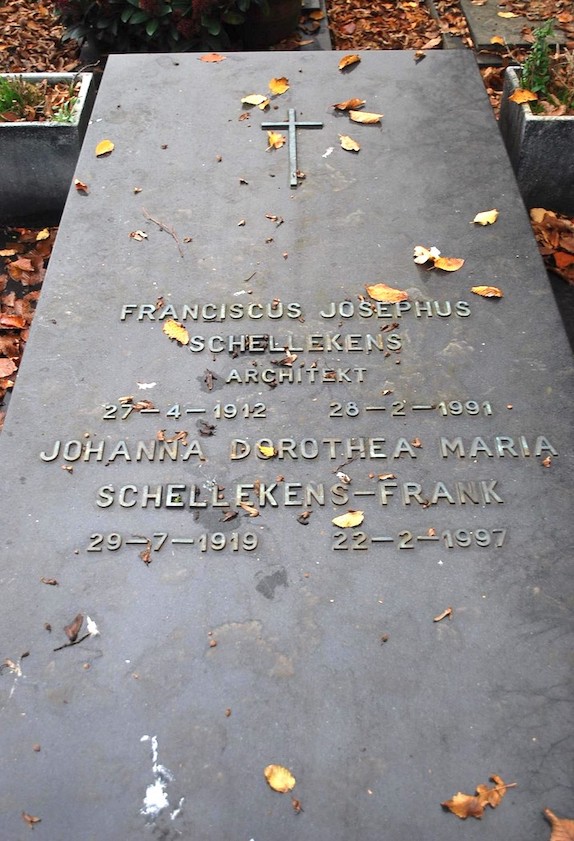 FRANCISCUS JOSEPHUS
SCHELLEKENS
ARCHITEKT
27-4-1912 28-2-1991
JOHANNA DOROTHEA MARIA
SCHELLEKENS-FRANK
29-7-1919 22-2-1997